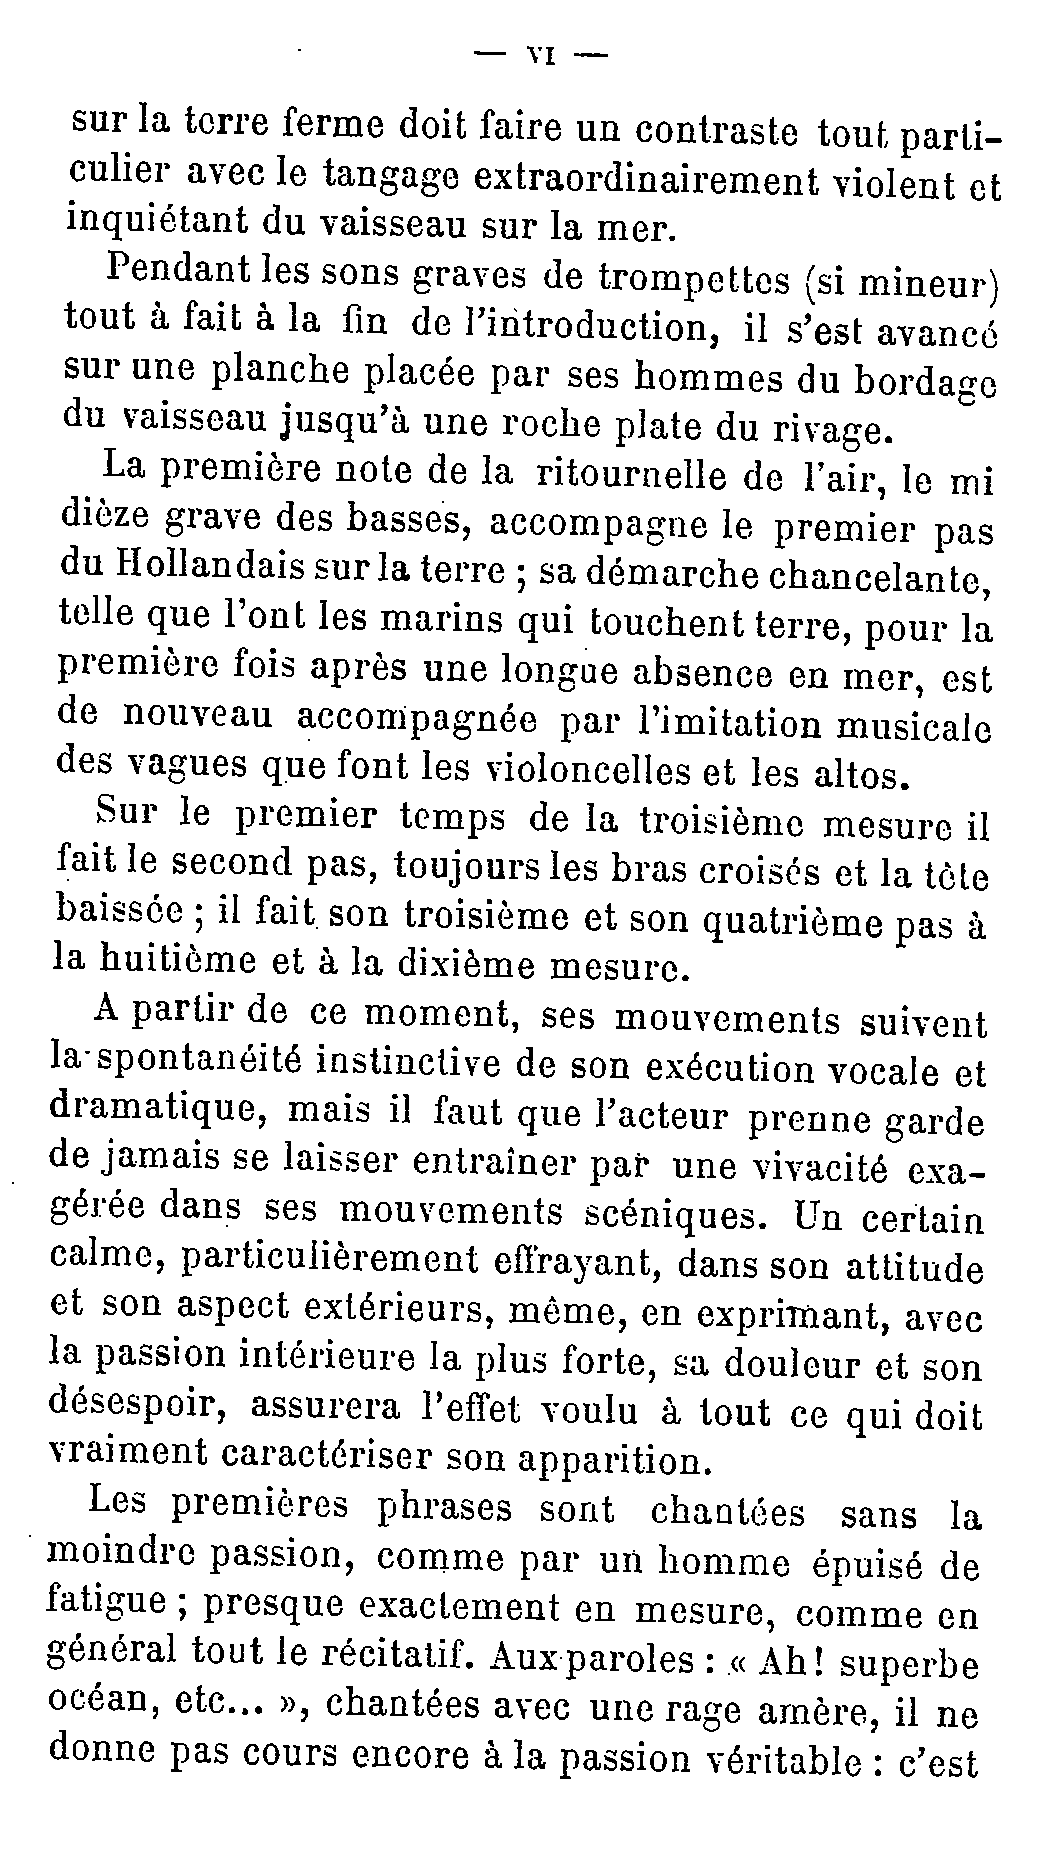 — VI —
sur la terre ferme doit faire un contraste tout parti-
culier avec le tangage extraordinairement violent et
inquiétant du vaisseau sur la mer.
Pendant les sons graves de trompettes (si mineur)
tout à fait à la fin de l'introduction, il s'est avancé
sur une planche placée par ses hommes du bordage
du vaisseau jusqu'à une roche plate du rivage.
La première note de la ritournelle de l'air, le mi
dièze grave des basses, accompagne le premier pas
du Hollandais sur la terre ; sa démarche chancelante,
telle que l'ont les marins qui touchent terre, pour la
première fois après une longue absence en mer, est
de nouveau accompagnée par l'imitation musicale
des vagues que font les violoncelles et les altos.
Sur le premier temps de la troisième mesure il
fait le second pas, toujours les bras croisés et la tête
baissée ; il fait son troisième et son quatrième pas à
la huitième et à la dixième mesure.
A partir de ce moment, ses mouvements suivent
la spontanéité instinctive de son exécution vocale et
dramatique, mais il faut que l'acteur prenne garde
de jamais se laisser entraîner par une vivacité exa-
gérée dans ses mouvements scéniques. Un certain
calme, particulièrement effrayant, dans son attitude
et son aspect extérieurs, même, en exprimant, avec
la passion intérieure la plus forte, sa douleur et son
désespoir, assurera l'effet voulu à tout ce qui doit
vraiment caractériser son apparition.
Les premières phrases sont chantées sans la
moindre passion, comme par un homme épuisé de
fatigue ; presque exactement en mesure, comme en
général tout le récitatif. Aux paroles : « Ah! superbe
océan, etc... », chantées avec une rage amère, il ne
donne pas cours encore à la passion véritable : c'est